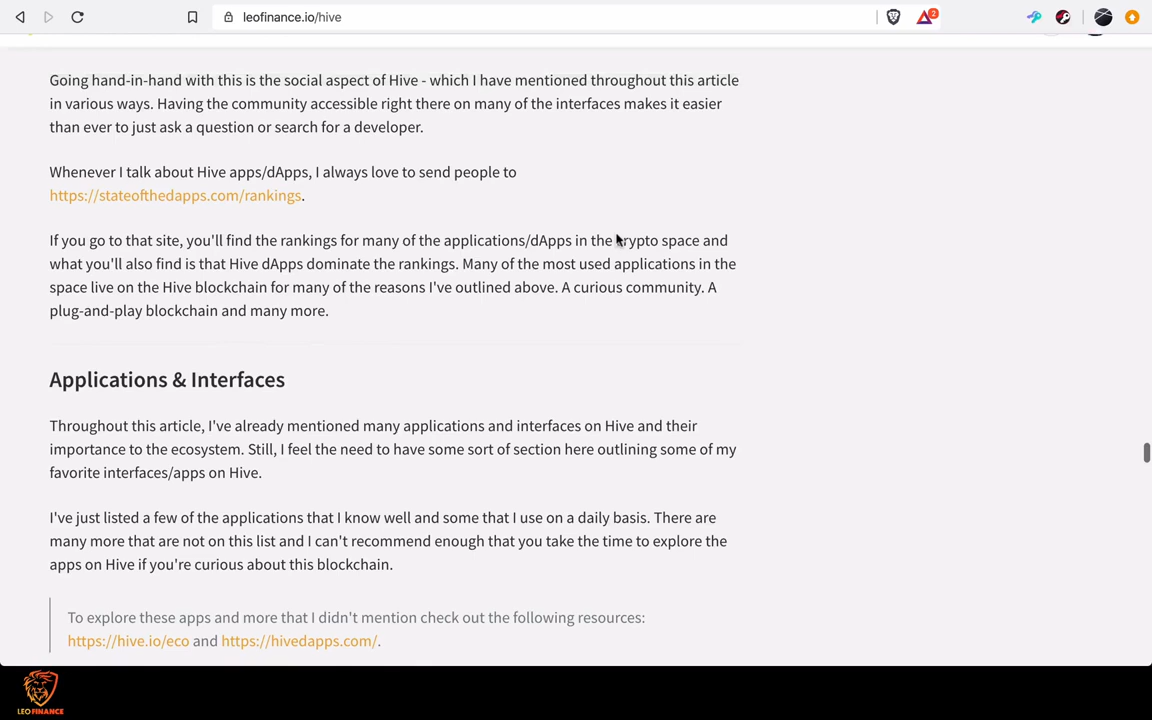 leofinance.io/hive
2
Going hand-in-hand with this is the social aspect of Hive - which I have mentioned throughout this article
in various ways. Having the community accessible right there on many of the interfaces makes it easier
than ever to just ask a question or search for a developer.
Whenever I talk about Hive apps/dApps, I always love to send people to
https://stateofthedapps.com/rankings.
If you go to that site, you'll find the rankings for many of the applications/dApps in the crypto space and
what you'll also find is that Hive dApps dominate the rankings. Many of the most used applications in the
space live on the Hive blockchain for many of the reasons I've outlined above. A curious community. A
plug-and-play blockchain and many more.
Applications & Interfaces
Throughout this article, I've already mentioned many applications and interfaces on Hive and their
importance to the ecosystem. Still, I feel the need to have some sort of section here outlining some of my
favorite interfaces/apps on Hive.
I've just listed a few of the applications that I know well and some that I use on a daily basis. There are
many more that are not on this list and I can't recommend enough that you take the time to explore the
apps on Hive if you're curious about this blockchain.
To explore these apps and more that I didn't mention check out the following resources:
https://hive.io/eco and https://hivedapps.com/.
LEOFINANCE